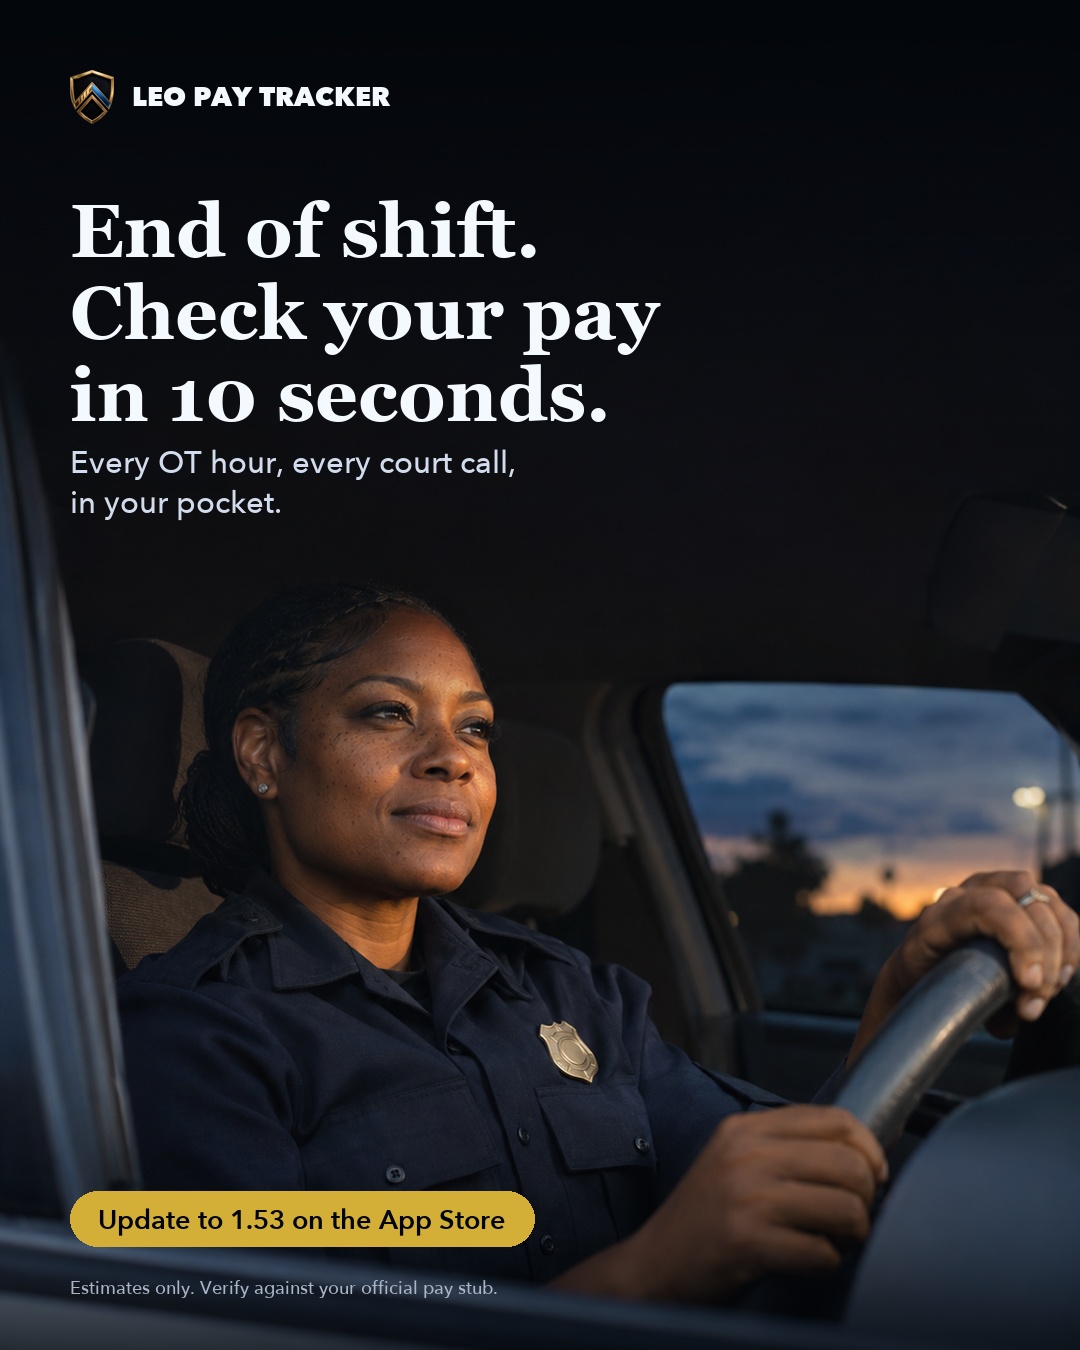 LEO PAY TRACKER
End of shift.
Check your pay
in 10 seconds.
Every OT hour, every court call,
in your pocket.
Update to 1.53 on the App Store
Estimates only. Verify against your official pay stub.